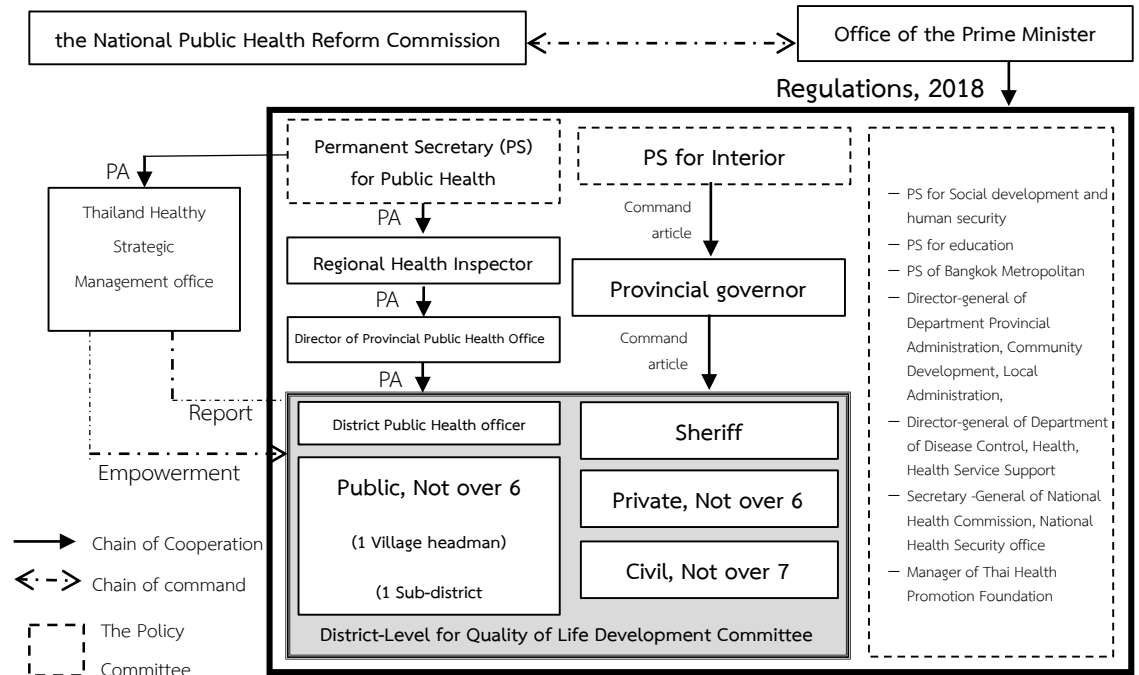 the National Public Health Reform Commission
Office of the Prime Minister
Regulations, 2018
Permanent Secretary (PS)
for Public Health
PS for Interior
PA
Thailand Healthy
Strategic
Management office
PA
Command
article
Regional Health Inspector
Provincial governor
PA
Director of Provincial Public Health Office
Command
article
PA
Report
Empowerment
District Public Health officer
Sheriff
Public, Not over 6
(1 Village headman)
(1 Sub-district
Private, Not over 6
Civil, Not over 7
District-Level for Quality of Life Development Committee
– PS for Social development and
human security
– PS for education
– PS of Bangkok Metropolitan
– Director-general of
Department Provincial
Administration, Community
Development, Local
Administration,
– Director-general of Department
of Disease Control, Health,
Health Service Support
– Secretary -General of National
Health Commission, National
Health Security office
– Manager of Thai Health
Promotion Foundation
Chain of Cooperation
Chain of command
The Policy
Committee